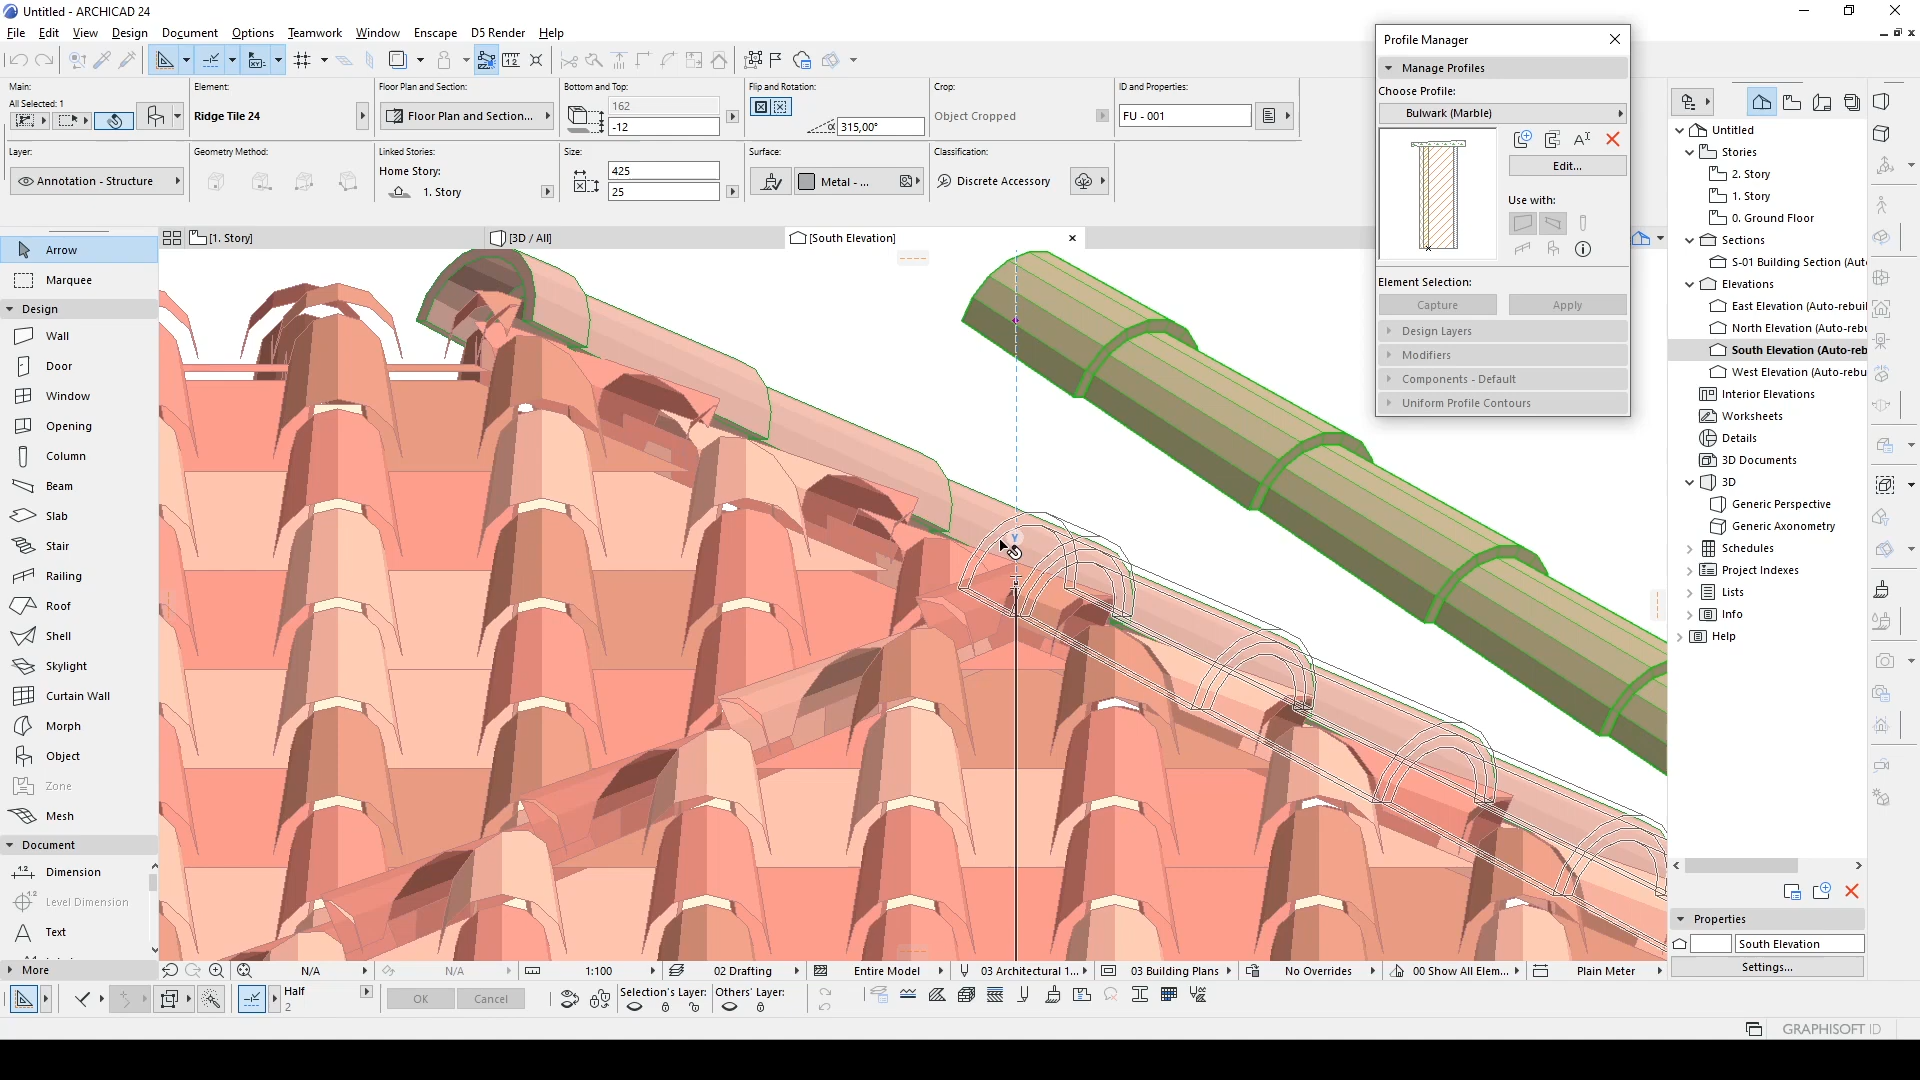 Untitled - ARCHICAD 24
File Edit View Design Document Options Teamwork Window Enscape D5 Render Help
Main:
All Selected: 1
Element:
Ridge Tile 24
Floor Plan and Section:
Floor Plan and Section...
Bottom and Top:
162
-12
Flip and Rotation:
315,00°
Crop:
Object Cropped
ID and Properties:
FU - 001
Layer:
Annotation - Structure
Geometry Method:
Linked Stories:
Home Story:
1. Story
Size:
425
25
Surface:
Metal - ...
Classification:
Discrete Accessory
[1. Story]
[3D / All]
[South Elevation]
Arrow
Marquee
Design
Wall
Door
Window
Opening
Column
Beam
Slab
Stair
Railing
Roof
Shell
Skylight
Curtain Wall
Morph
Object
Zone
Mesh
Document
Dimension
Level Dimension
Text
More
Y
Profile Manager
Manage Profiles
Choose Profile:
Bulwark (Marble)
Edit...
Use with:
Element Selection:
Capture
Apply
Design Layers
Modifiers
Components - Default
Uniform Profile Contours
Untitled
Stories
2. Story
1. Story
0. Ground Floor
Sections
S-01 Building Section (Aut
Elevations
East Elevation (Auto-rebuil
North Elevation (Auto-rebu
South Elevation (Auto-reb
West Elevation (Auto-rebu
Interior Elevations
Worksheets
Details
3D Documents
3D
Generic Perspective
Generic Axonometry
Schedules
Project Indexes
Lists
Info
Help
Properties
South Elevation
Settings...
N/A
N/A
1:100
02 Drafting
Entire Model
03 Architectural 1...
03 Building Plans
No Overrides
00 Show All Elem...
Plain Meter
Half
2
OK
Cancel
Selection's Layer:
Others' Layer:
GRAPHISOFT ID